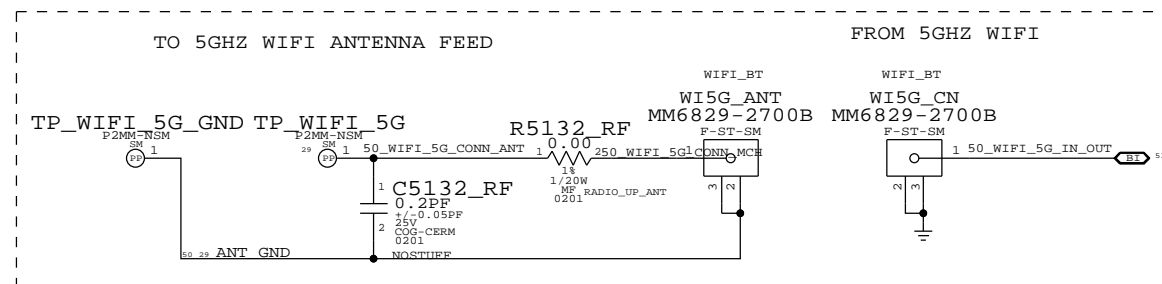 TO 5GHZ WIFI ANTENNA FEED
FROM 5GHZ WIFI
WIFI_BT
WIFI_BT
WI5G_ANT
WI5G_CN
MM6829-2700B
MM6829-2700B
F-ST-SM
F-ST-SM
TP_WIFI_5G_GND
TP_WIFI_5G
P2MM-NSM
P2MM-NSM
SM
SM
PP
1
29
PP
1
50_WIFI_5G_CONN_ANT
R5132_RF
0.00
1
2
50_WIFI_5G_CONN_MCH
1
1%
1/20W
MF
0201
RADIO_UP_ANT
3
2
1
50_WIFI_5G_IN_OUT
BI
2
3
1
C5132_RF
0.2PF
+/-0.05PF
25V
2
COG-CERM
0201
NOSTUFF
50 29 ANT_GND